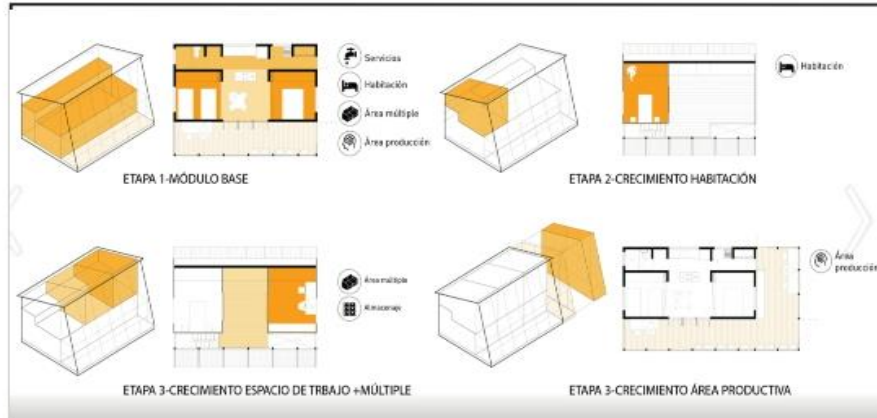 Servicios
Habitación
Área múltiple
Área producción
ETAPA 1-MÓDULO BASE
Habitación
ETAPA 2-CRECIMIENTO HABITACIÓN
Área múltiple
Almacenaje
ETAPA 3-CRECIMIENTO ESPACIO DE TRBAJO +MÚLTIPLE
Área
producción
ETAPA 3-CRECIMIENTO ÁREA PRODUCTIVA